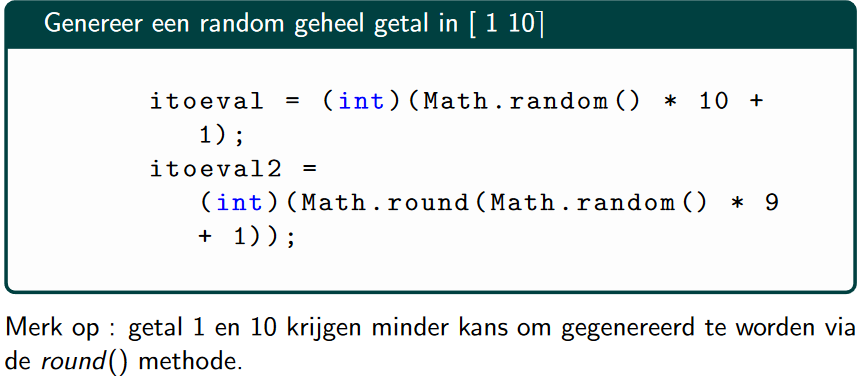 Genereer een random geheel getal in [ 1 10⌉
itoeval = (int)(Math.random() * 10 +
1);
itoeval2 =
(int)(Math.round(Math.random() * 9
+ 1));
Merk op : getal 1 en 10 krijgen minder kans om gegenereerd te worden via
de round() methode.